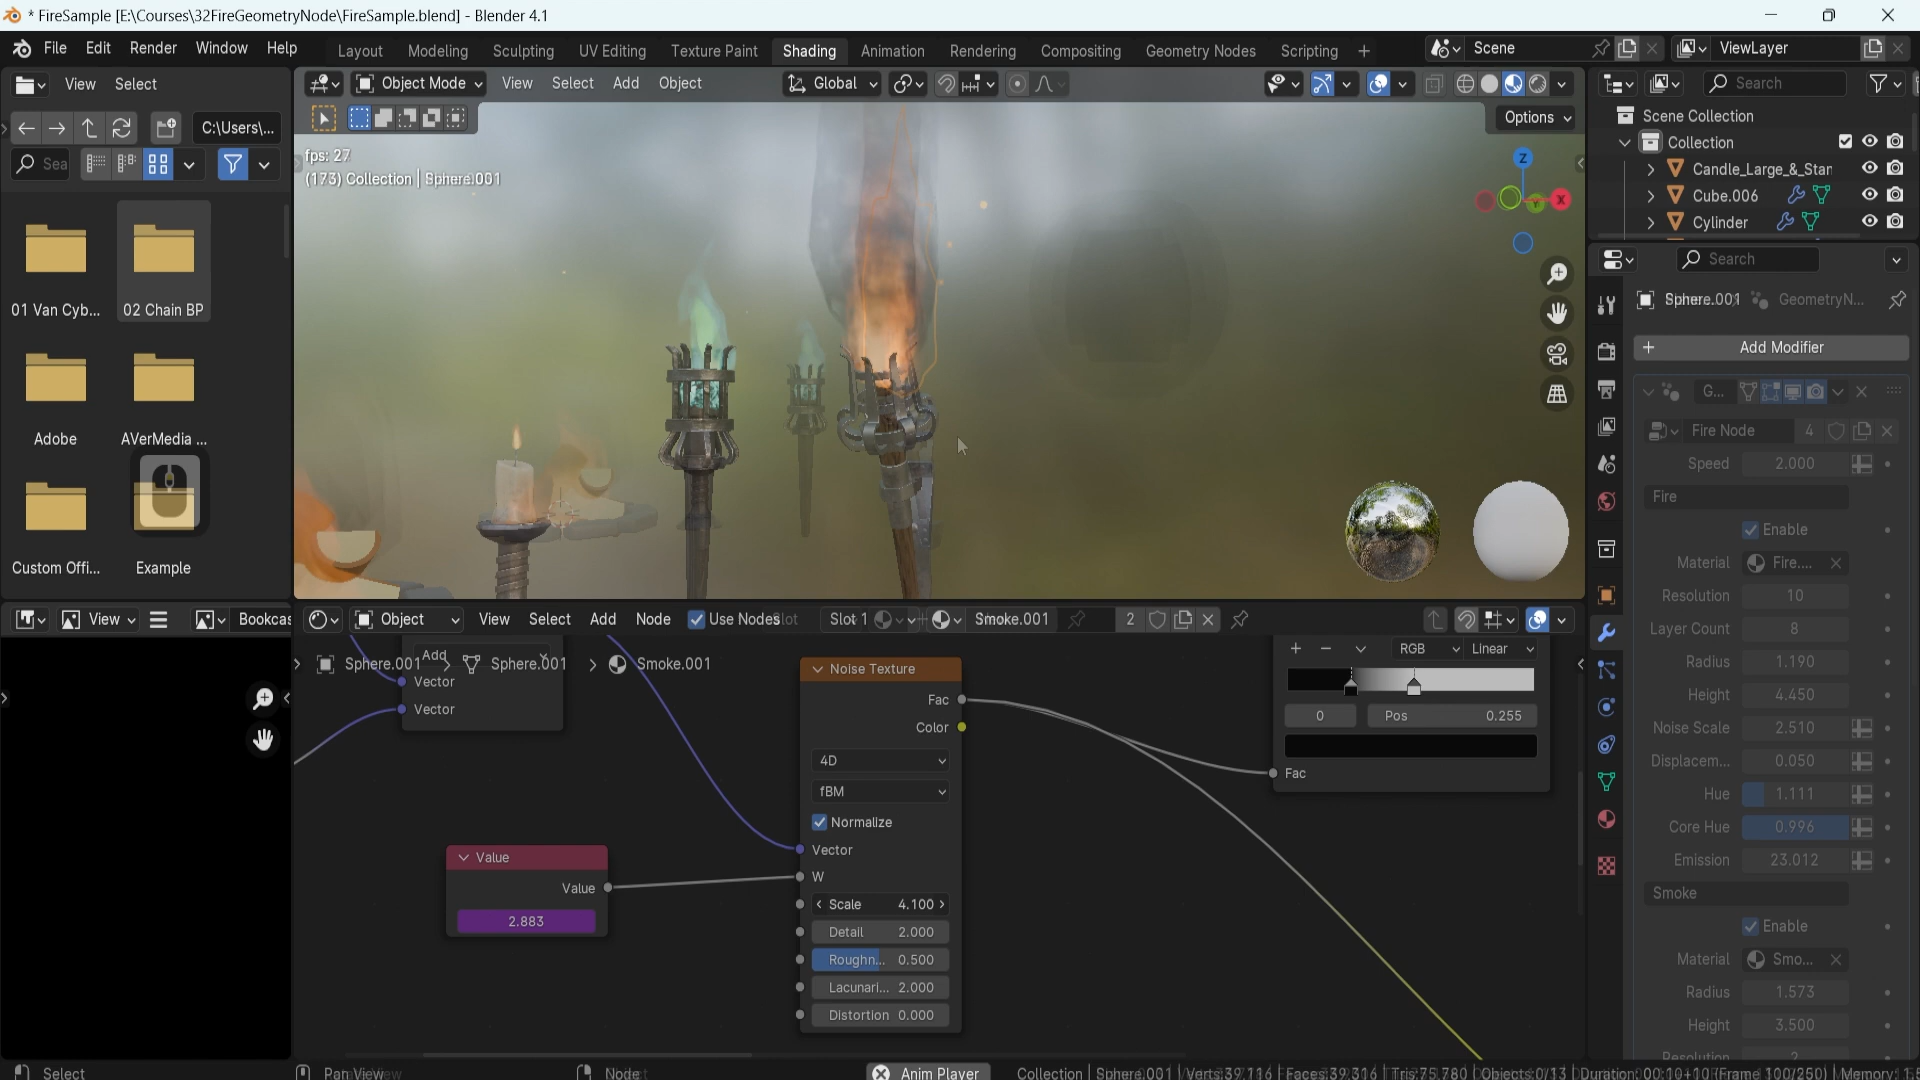 * FireSample [E:\Courses\32FireGeometryNode\FireSample.blend] - Blender 4.1
File Edit Render Window Help
Layout Modeling Sculpting UV Editing Texture Paint Shading Animation Rendering Compositing Geometry Nodes Scripting +
Scene
ViewLayer
View Select
Object Mode
View Select Add Object
Global
Search
C:\Users\...
Options
Sea
fps: 27
(173) Collection | Sphere.001
Z
X
Y
Scene Collection
Collection
Candle_Large_&_Star
Cube.006
Cylinder
01 Van Cyb...
02 Chain BP
Adobe
AVerMedia ...
Custom Offi...
Example
Search
Sphere.001
GeometryN...
Add Modifier
G...
Fire Node 4
Speed 2.000
Fire
Enable
Material Fire....
Resolution 10
Layer Count 8
Radius 1.190
Height 4.450
Noise Scale 2.510
Displacem... 0.050
Hue 1.111
Core Hue 0.996
Emission 23.012
Smoke
Enable
Material Smo...
Radius 1.573
Height 3.500
Resolution 2
View
Bookcas
Object
View Select Add Node
Use Nodes
Slot 1
Smoke.001
2
Sphere.001 > Sphere.001 > Smoke.001
Add
Vector
Vector
Value
Value
2.883
Noise Texture
Fac
Color
4D
fBM
Normalize
Vector
W
Scale 4.100
Detail 2.000
Roughn... 0.500
Lacunari... 2.000
Distortion 0.000
RGB Linear
0 Pos 0.255
Fac
Select
Node
Anim Player
Collection | Sphere.001 | Verts:39,716 | Faces:39,316 | Tris:75,780 | Objects:0/13 | Duration: 00:10+10 (Frame 100/250) | Memory: